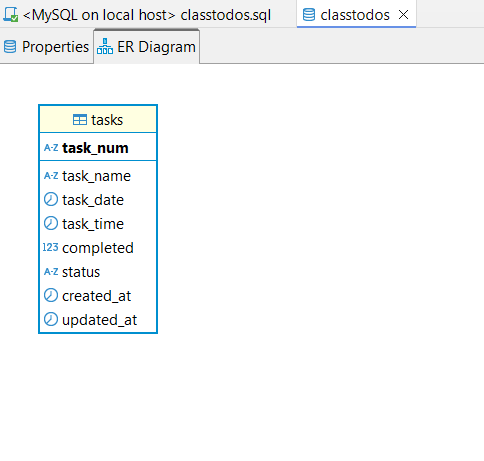 <MySQL on local host> classtodos.sql
classtodos
Properties
ER Diagram
tasks
A-Z task_num
A-Z task_name
task_date
task_time
123 completed
A-Z status
created_at
updated_at